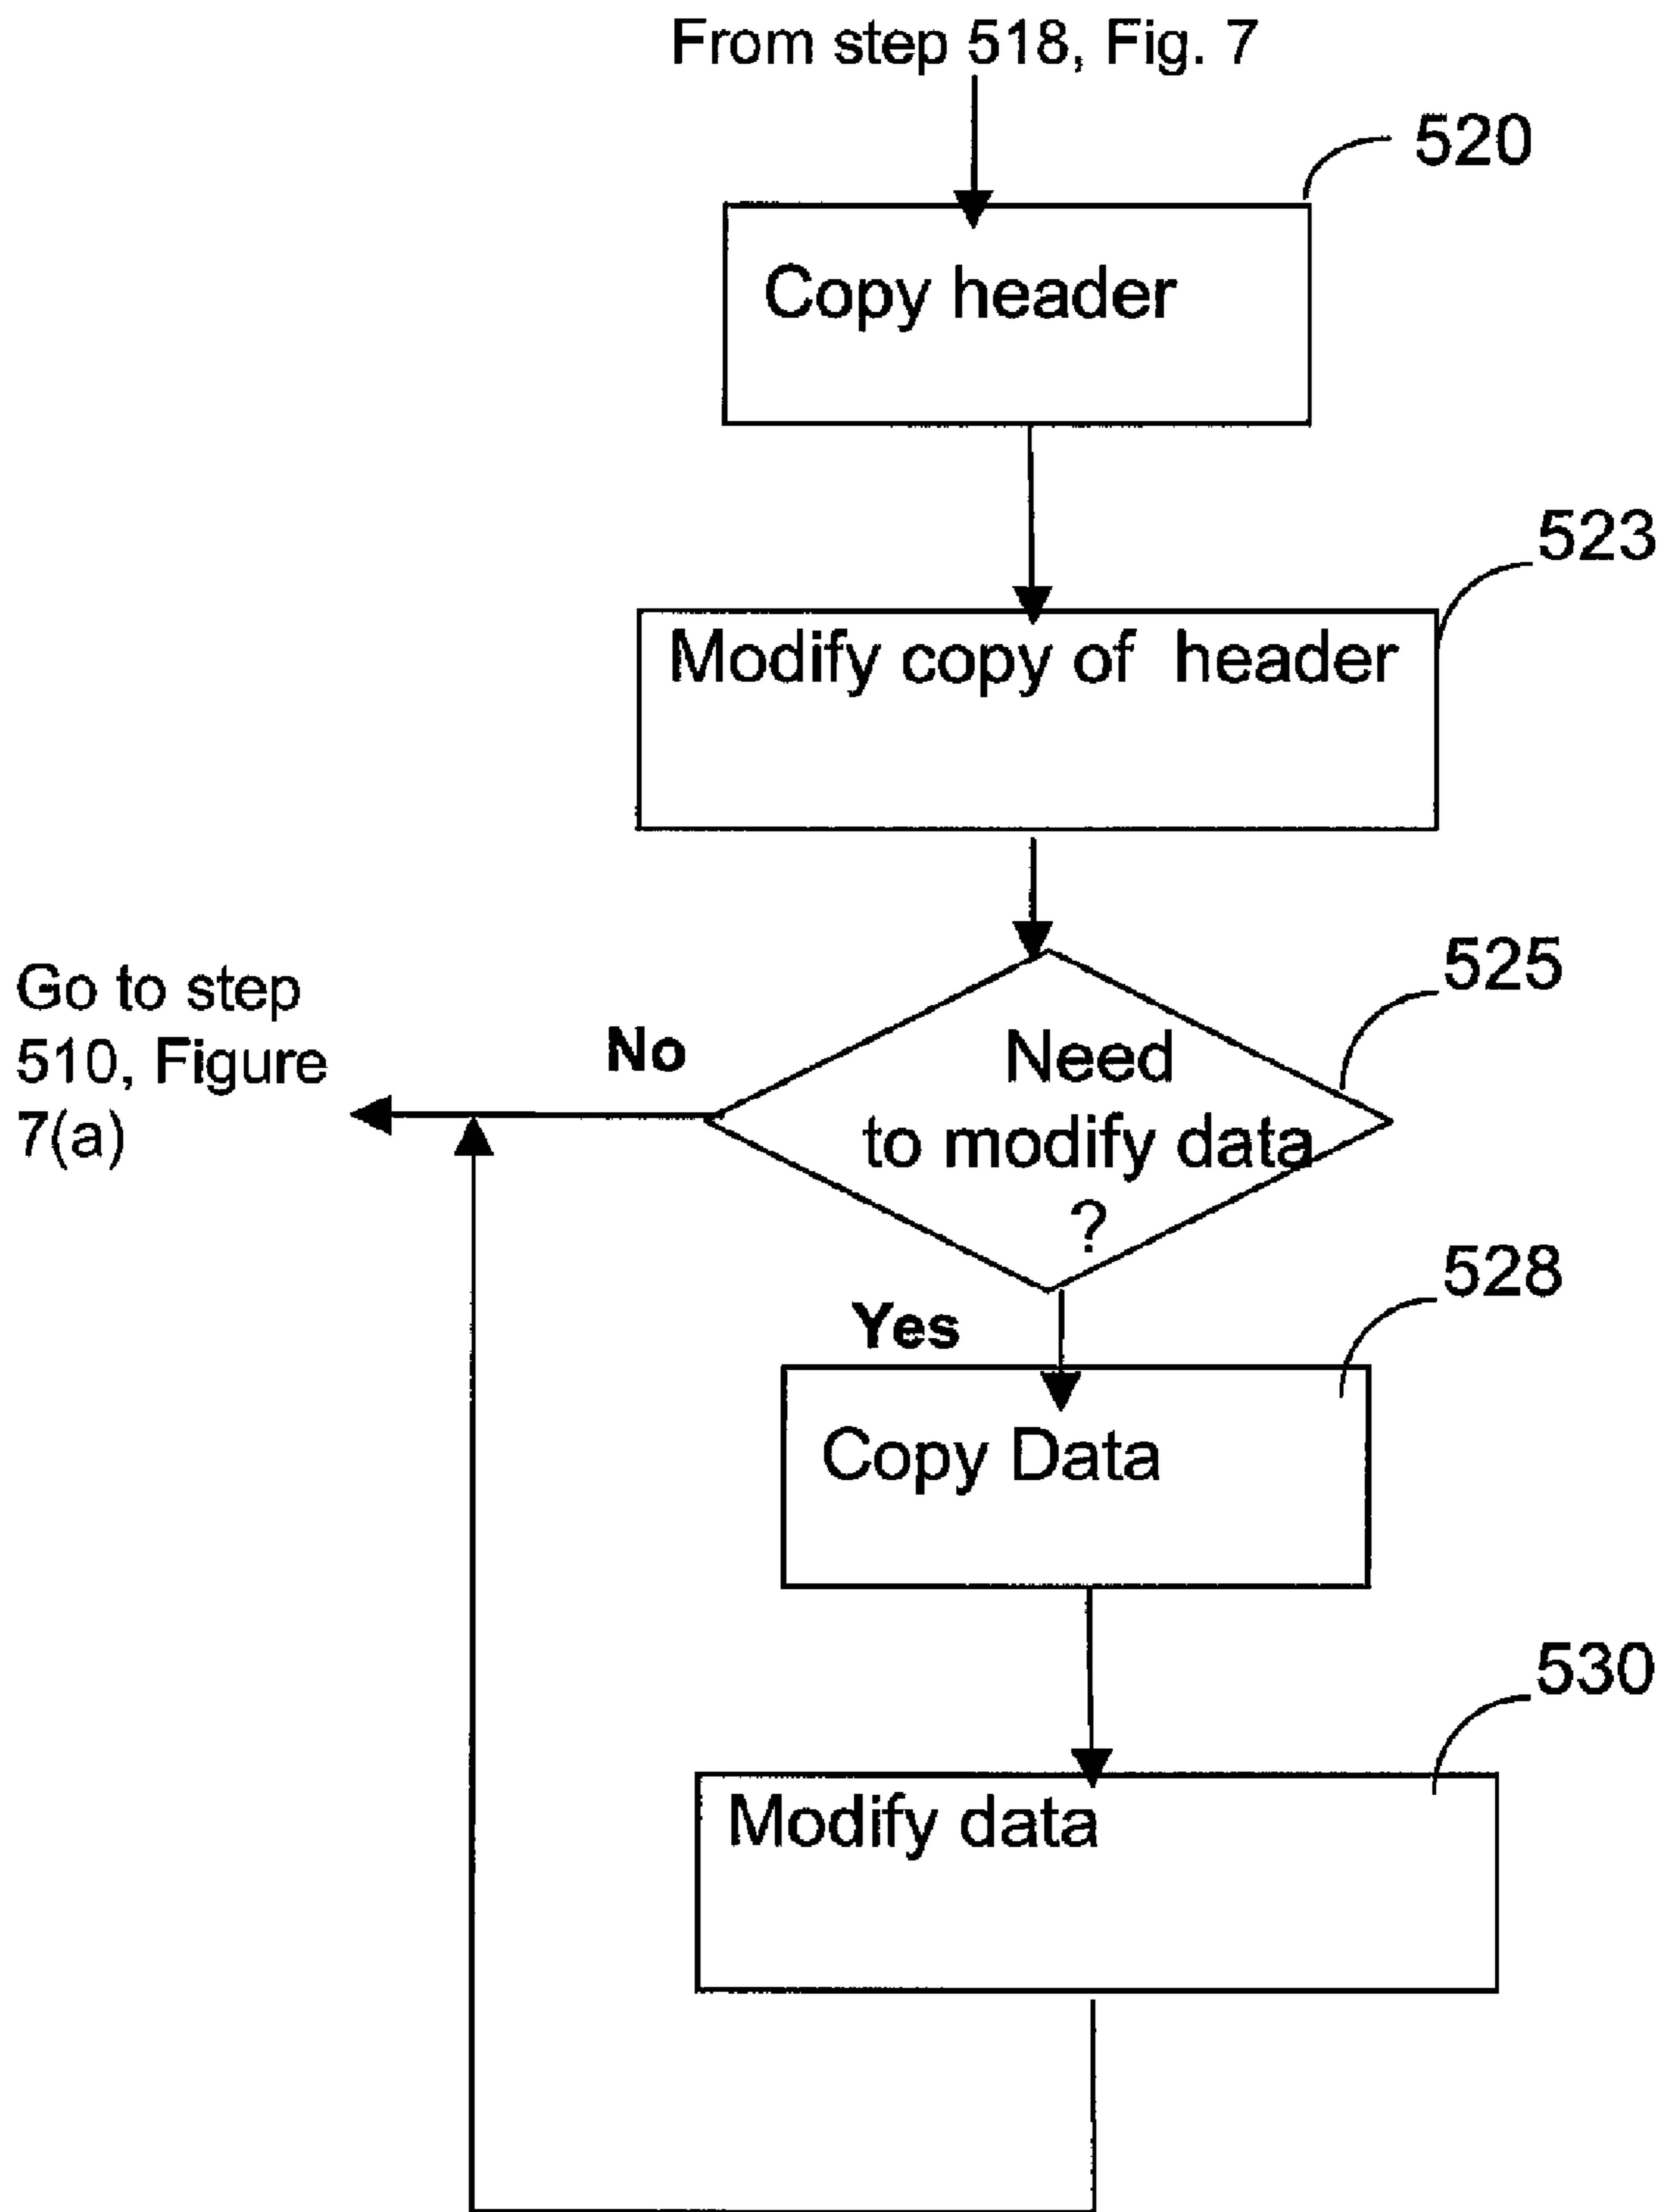 From step 518, Fig. 7
520
Copy header
523
Modify copy of header
525
Go to step
510, Figure
7(a)
No
Need
to modify data
?
528
Yes
Copy Data
530
Modify data